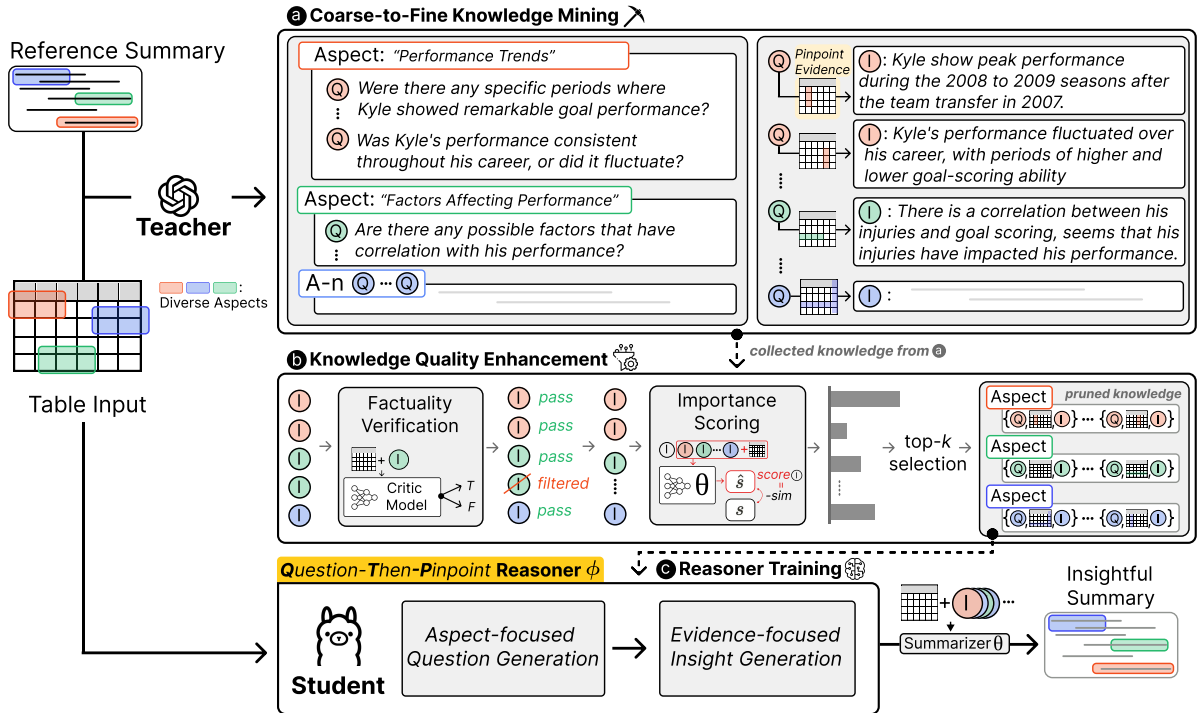 a Coarse-to-Fine Knowledge Mining
Reference Summary
Teacher
Diverse Aspects
:
Table Input
Aspect: “Performance Trends”
Q Were there any specific periods where
Kyle showed remarkable goal performance?
Q Was Kyle's performance consistent
throughout his career, or did it fluctuate?
Aspect: “Factors Affecting Performance”
Q Are there any possible factors that have
correlation with his performance?
A-n Q ··· Q
Q Pinpoint
Evidence
I : Kyle show peak performance
during the 2008 to 2009 seasons after
the team transfer in 2007.
Q I : Kyle's performance fluctuated over
his career, with periods of higher and
lower goal-scoring ability
Q I : There is a correlation between his
injuries and goal scoring, seems that his
injuries have impacted his performance.
Q I :
collected knowledge from a
b Knowledge Quality Enhancement
I
I
I
I
I
Factuality
Verification
+ I
Critic
Model
T
F
I pass
I pass
I pass
I filtered
I pass
I
I
I
I
Importance
Scoring
I I I ··· I +
θ
ŝ
s
score I
=
-sim
top-k
selection
pruned knowledge
Aspect
{Q, , I} ··· {Q, , I}
Aspect
{Q, , I} ··· {Q, , I}
Aspect
{Q, , I} ··· {Q, , I}
Question-Then-Pinpoint Reasoner ϕ
c Reasoner Training
Student
Aspect-focused
Question Generation
Evidence-focused
Insight Generation
+ I ···
Summarizer θ
Insightful
Summary